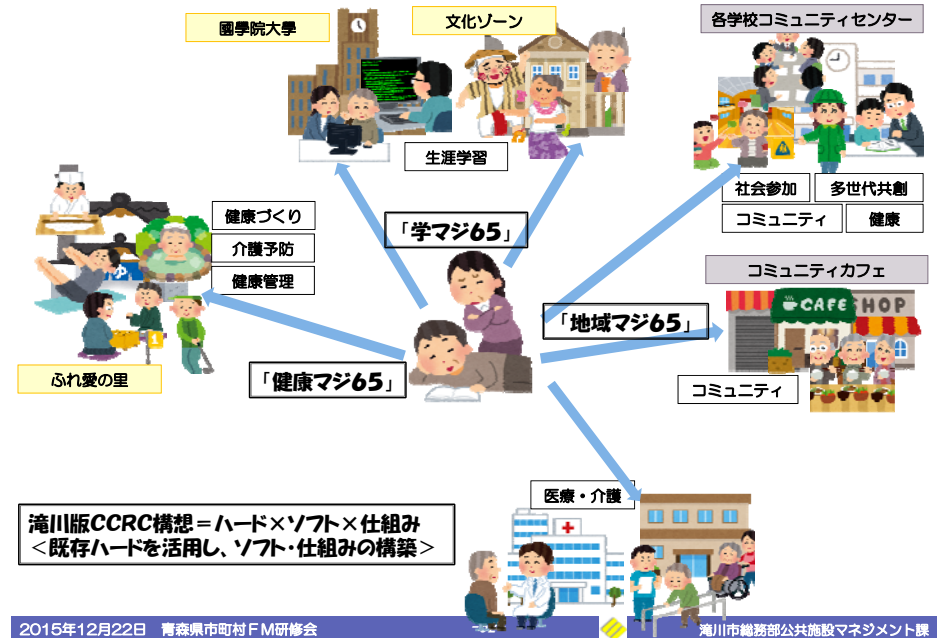 國學院大學
文化ゾーン
各学校コミュニティセンター
生涯学習
社会参加
多世代共創
コミュニティ
健康
健康づくり
介護予防
健康管理
「学マジ65」
コミュニティカフェ
CAFE
SHOP
ゆ
1
「地域マジ65」
ふれ愛の里
「健康マジ65」
コミュニティ
医療・介護
滝川版CCRC構想=ハード×ソフト×仕組み
<既存ハードを活用し、ソフト・仕組みの構築>
2015年12月22日 青森県市町村FM研修会
滝川市総務部公共施設マネジメント課